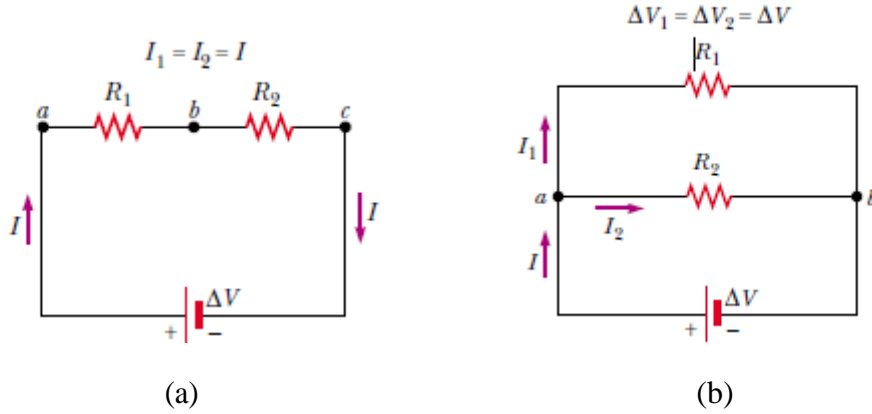 I₁ = I₂ = I
a R₁ b R₂ c
I I
ΔV
+ −
(a)
ΔV₁ = ΔV₂ = ΔV
R₁
I₁
R₂
a b
I₂
I
ΔV
+ −
(b)